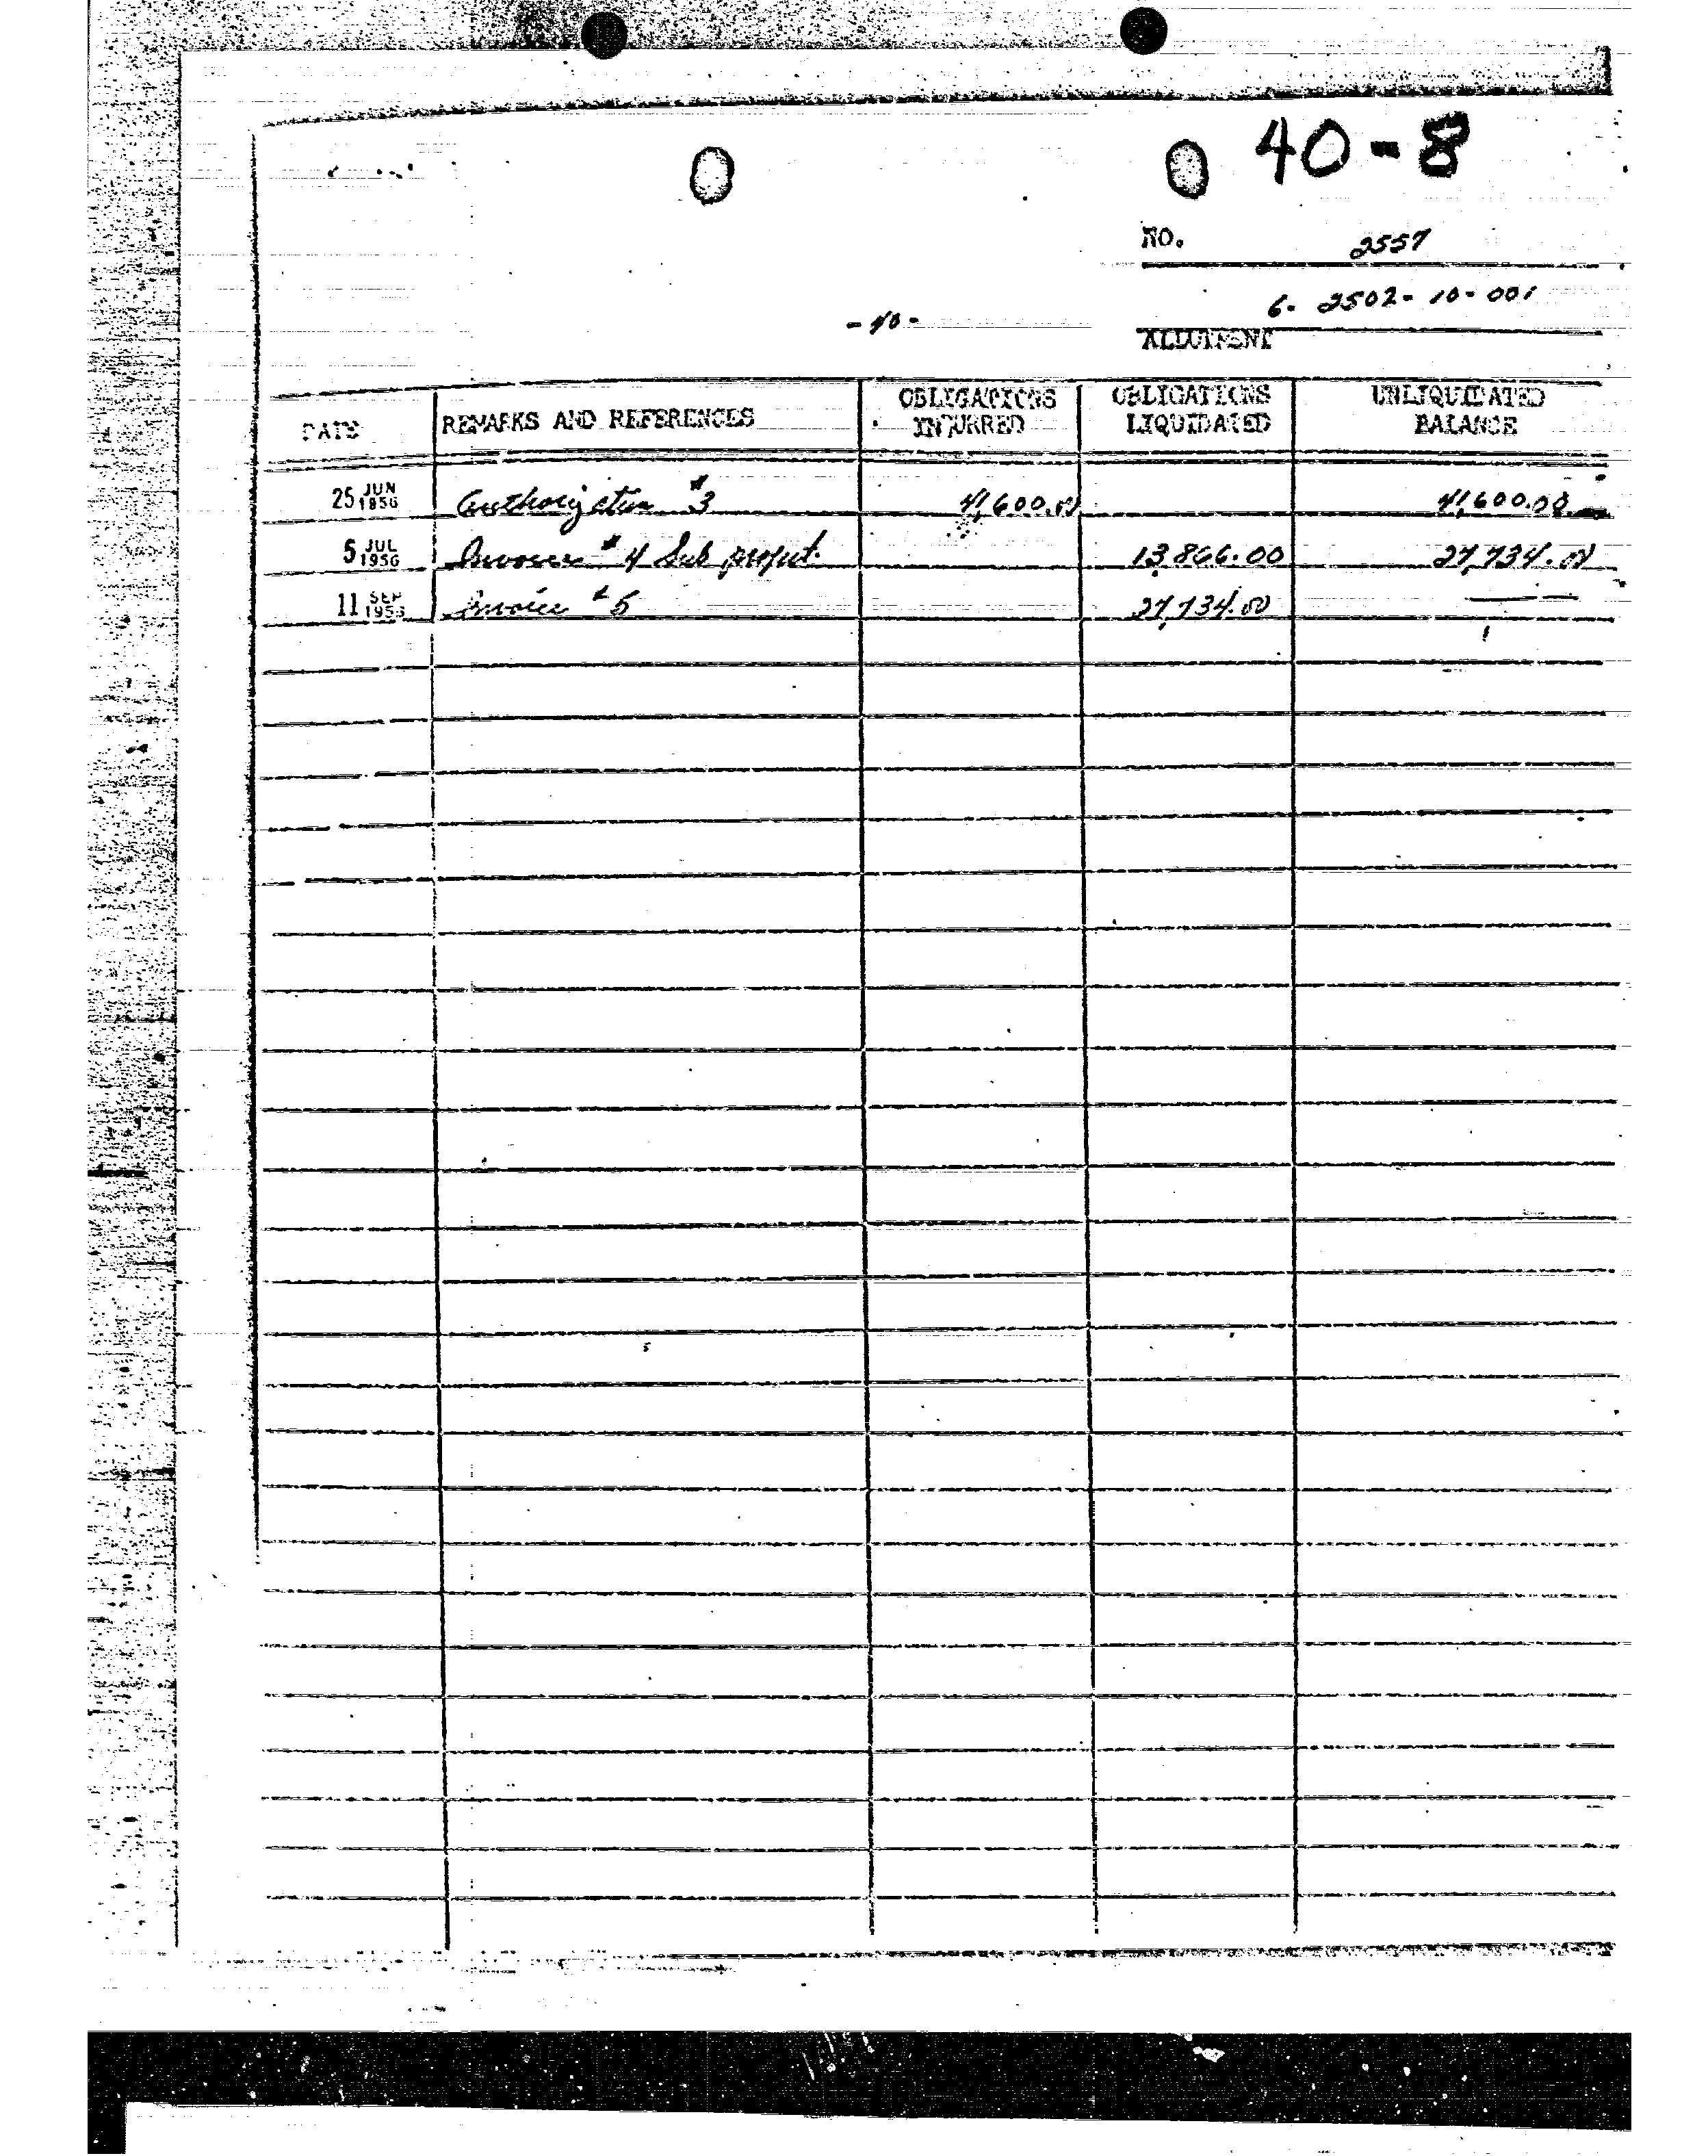 40-8
NO. 2557
6-2502-10-001
-40-
ALLOTMENT
DATE REMARKS AND REFERENCES OBLIGATIONS INCURRED OBLIGATIONS LIQUIDATED UNLIQUIDATED BALANCE
25 JUN 1956 Authorization #3 41,600.00 41,600.00
5 JUL 1956 Invoice #4 Sub project. 13,866.00 27,734.00
11 SEP 1956 Invoice #5 27,734.00 —